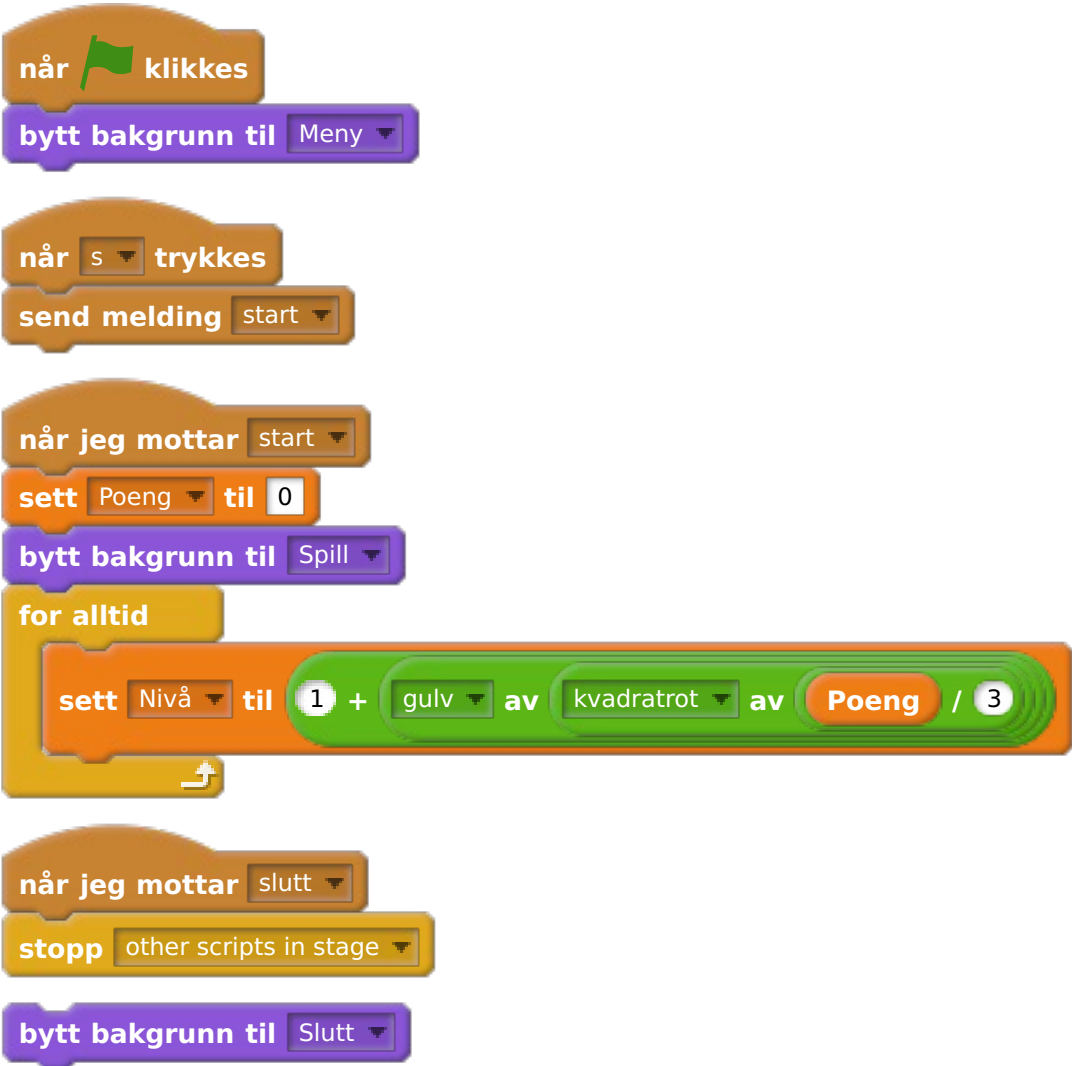 når klikkes
bytt bakgrunn til Meny
når s trykkes
send melding start
når jeg mottar start
sett Poeng til 0
bytt bakgrunn til Spill
for alltid
sett Nivå til 1 + gulv av kvadratrot av Poeng / 3
når jeg mottar slutt
stopp other scripts in stage
bytt bakgrunn til Slutt